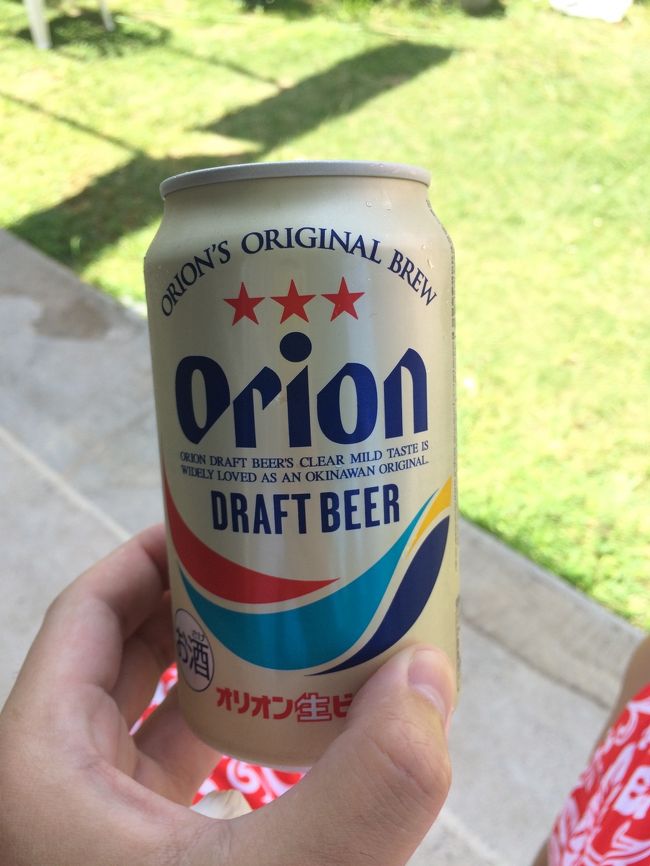 ORION'S ORIGINAL BREW
Orion
ORION DRAFT BEER'S CLEAR MILD TASTE IS
WIDELY LOVED AS AN OKINAWAN ORIGINAL.
DRAFT BEER
お酒
オリオン生ビ